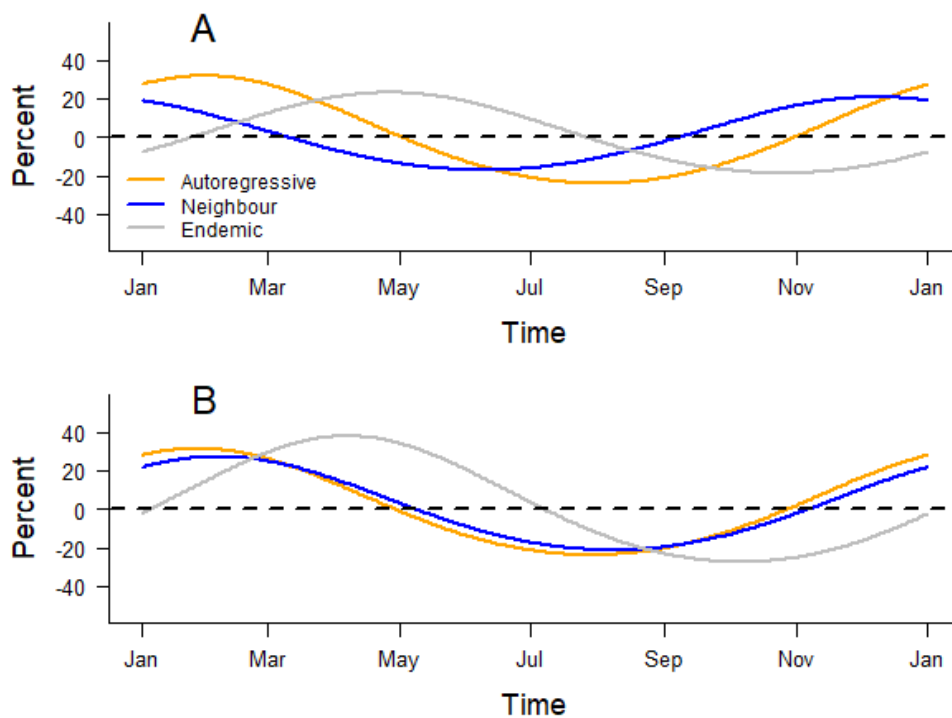 A
Percent
40
20
0
-20
-40
Autoregressive
Neighbour
Endemic
Jan Mar May Jul Sep Nov Jan
Time
B
Percent
40
20
0
-20
-40
Jan Mar May Jul Sep Nov Jan
Time